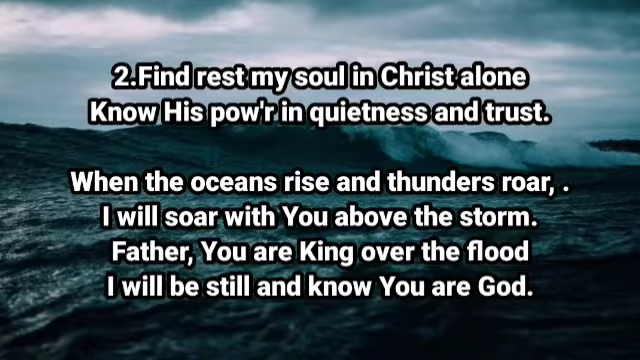 2.Find rest my soul in Christ alone
Know His pow'r in quietness and trust.
When the oceans rise and thunders roar, .
I will soar with You above the storm.
Father, You are King over the flood
I will be still and know You are God.